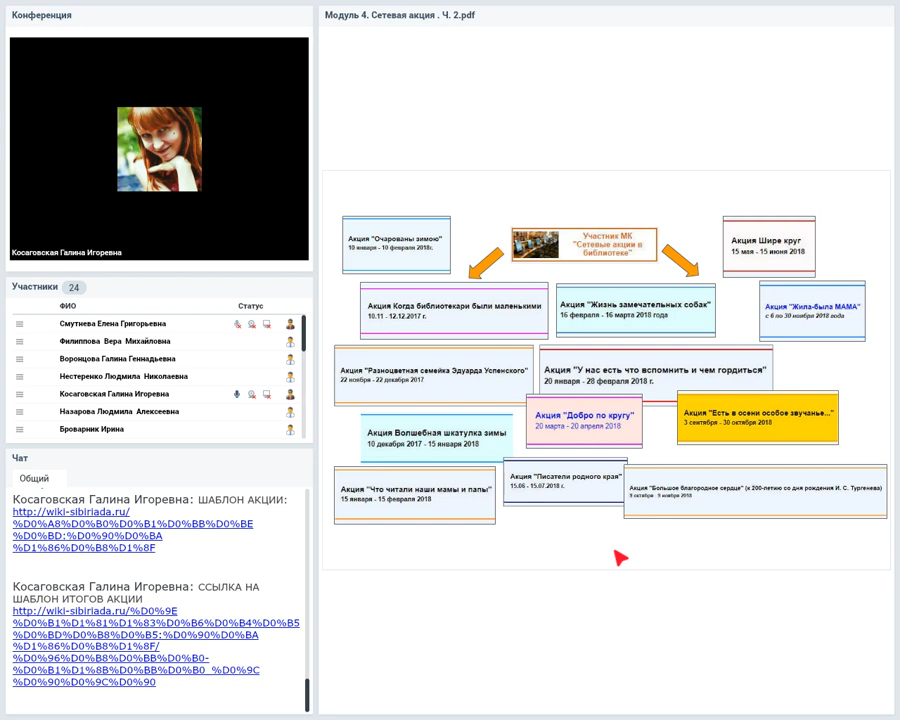 Конференция
Косаговская Галина Игоревна
Участники 24
ФИО Статус
Смутнева Елена Григорьевна
Филиппова Вера Михайловна
Воронцова Галина Геннадьевна
Нестеренко Людмила Николаевна
Косаговская Галина Игоревна
Назарова Людмила Алексеевна
Броварник Ирина
Чат
Общий
Косаговская Галина Игоревна: ШАБЛОН АКЦИИ:
http://wiki-sibiriada.ru/
%D0%A8%D0%B0%D0%B1%D0%BB%D0%BE
%D0%BD:%D0%90%D0%BA
%D1%86%D0%B8%D1%8F
Косаговская Галина Игоревна: ССЫЛКА НА
ШАБЛОН ИТОГОВ АКЦИИ
http://wiki-sibiriada.ru/%D0%9E
%D0%B1%D1%81%D1%83%D0%B6%D0%B4%D0%B5
%D0%BD%D0%B8%D0%B5:%D0%90%D0%BA
%D1%86%D0%B8%D1%8F/
%D0%96%D0%B8%D0%BB%D0%B0-
%D0%B1%D1%8B%D0%BB%D0%B0_%D0%9C
%D0%90%D0%9C%D0%90
Модуль 4. Сетевая акция . Ч. 2.pdf
Акция "Очарованы зимою"
10 января - 10 февраля 2018г.
Участник МК
"Сетевые акции в
библиотеке"
Акция Шире круг
15 мая - 15 июня 2018
Акция Когда библиотекари были маленькими
10.11 - 12.12.2017 г.
Акция "Жизнь замечательных собак"
16 февраля - 16 марта 2018 года
Акция "Жила-была МАМА"
с 6 по 30 ноября 2018 года
Акция "Разноцветная семейка Эдуарда Успенского"
22 ноября - 22 декабря 2017
Акция "У нас есть что вспомнить и чем гордиться"
20 января - 28 февраля 2018 г.
Акция "Добро по кругу"
20 марта - 20 апреля 2018
Акция "Есть в осени особое звучанье..."
3 сентября - 30 октября 2018
Акция Волшебная шкатулка зимы
10 декабря 2017 - 15 января 2018
Акция "Что читали наши мамы и папы"
15 января - 15 февраля 2018
Акция "Писатели родного края"
15.06 - 15.07.2018 г.
Акция "Большое благородное сердце" (к 200-летию со дня рождения И. С. Тургенева)